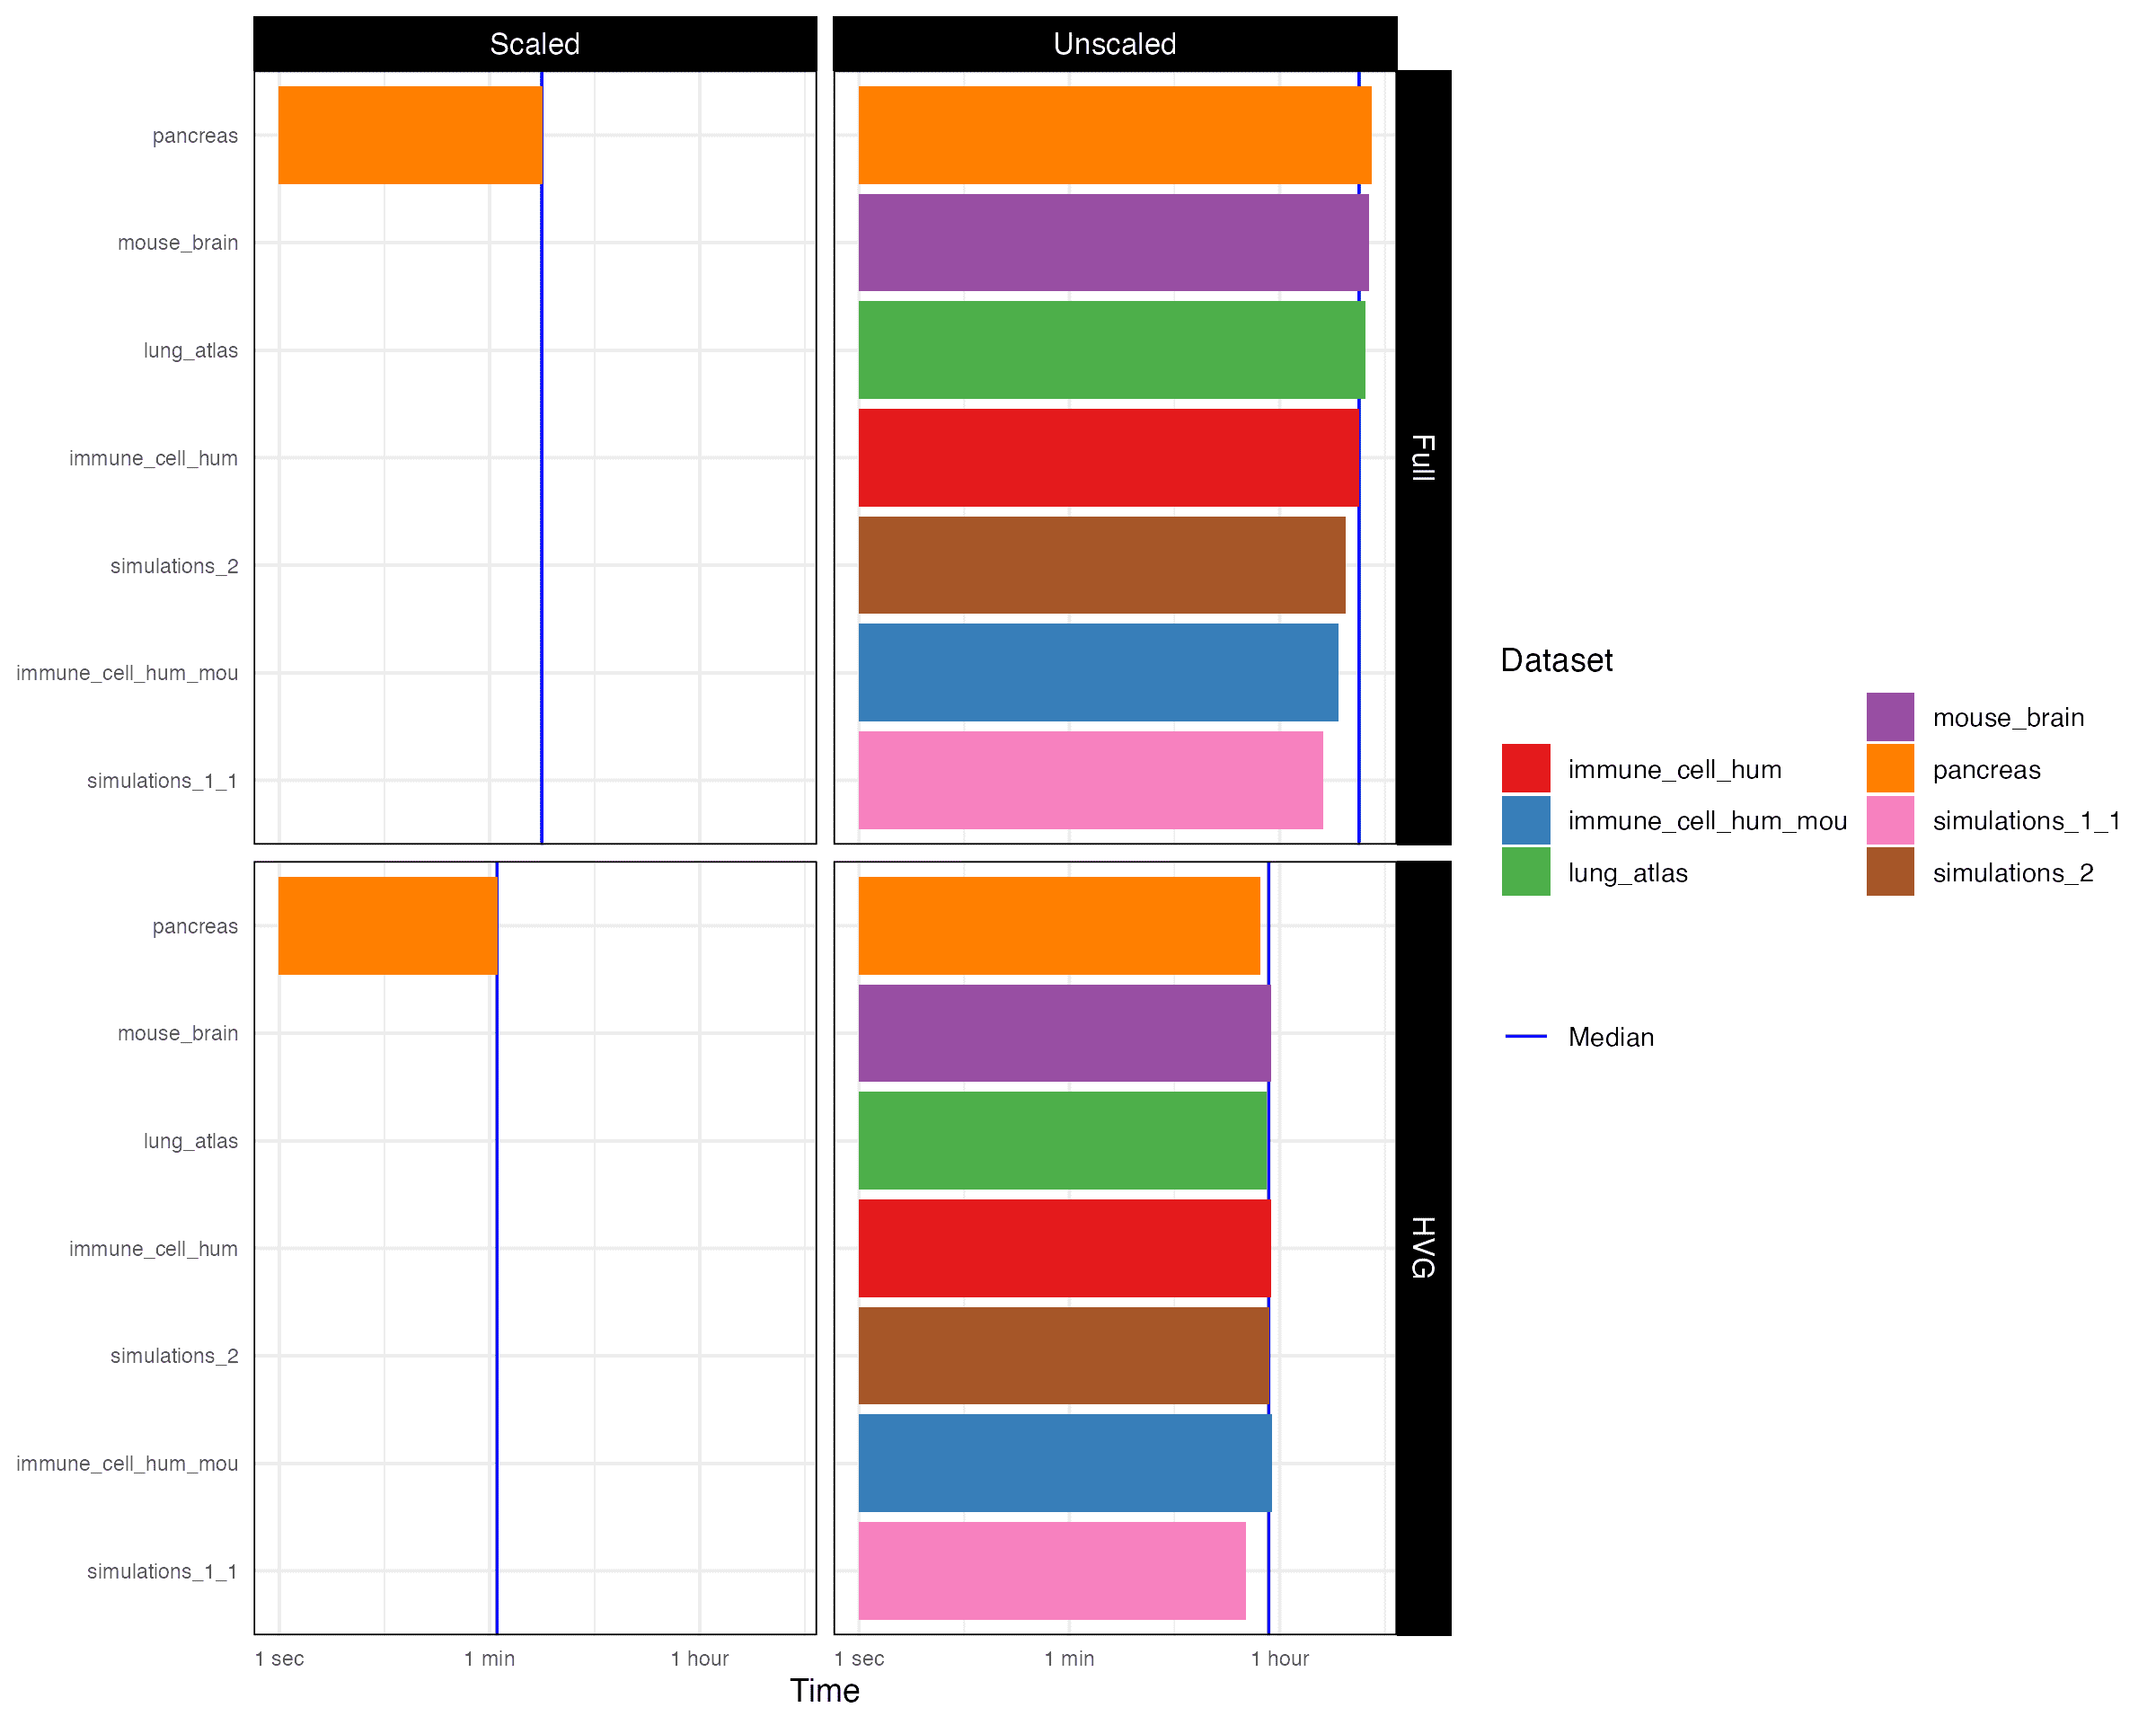 Scaled
Unscaled
pancreas
mouse_brain
lung_atlas
immune_cell_hum
simulations_2
immune_cell_hum_mou
simulations_1_1
Full
pancreas
mouse_brain
lung_atlas
immune_cell_hum
simulations_2
immune_cell_hum_mou
simulations_1_1
HVG
1 sec
1 min
1 hour
1 sec
1 min
1 hour
Time
Dataset
immune_cell_hum
immune_cell_hum_mou
lung_atlas
mouse_brain
pancreas
simulations_1_1
simulations_2
Median